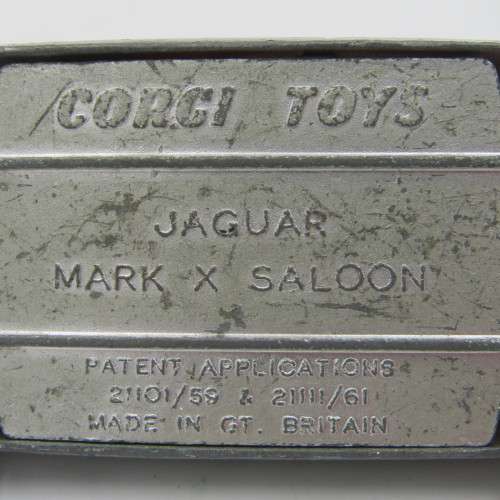 CORGI TOYS
JAGUAR
MARK X SALOON
PATENT APPLICATIONS
21101/59 & 21111/61
MADE IN GT. BRITAIN